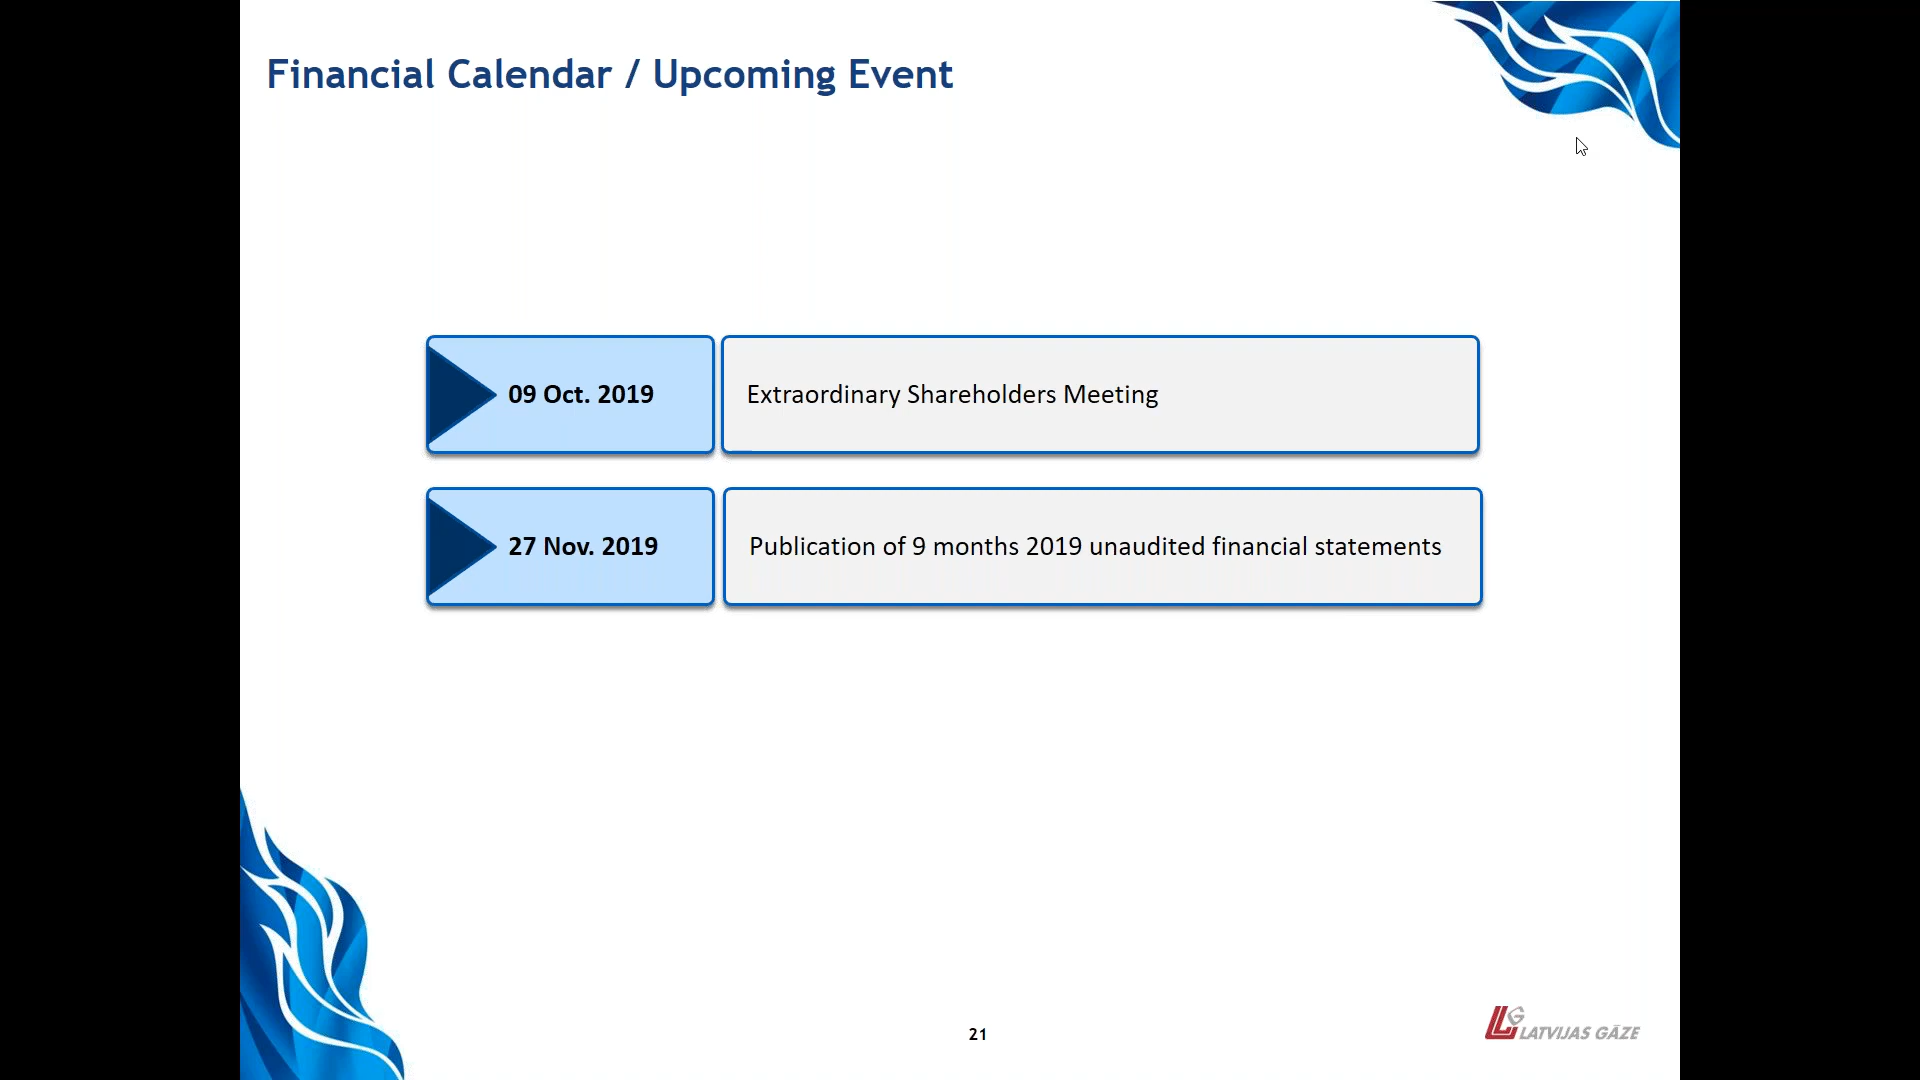 Financial Calendar / Upcoming Event
09 Oct. 2019
Extraordinary Shareholders Meeting
27 Nov. 2019
Publication of 9 months 2019 unaudited financial statements
21
LG LATVIJAS GĀZE